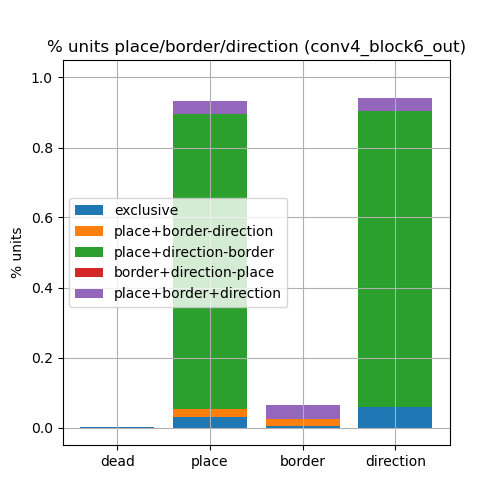 % units place/border/direction (conv4_block6_out)
1.0
0.8
0.6
0.4
0.2
0.0
% units
exclusive
place+border-direction
place+direction-border
border+direction-place
place+border+direction
dead place border direction